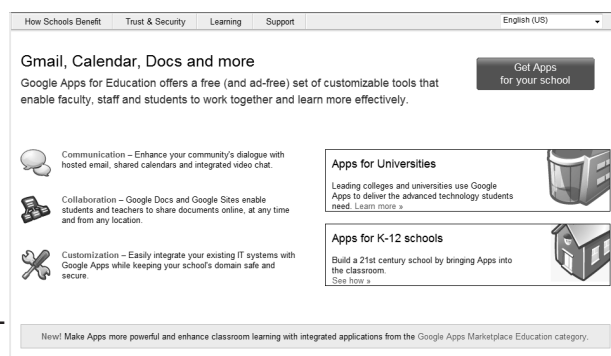 How Schools Benefit
Trust & Security
Learning
Support
English (US)
Gmail, Calendar, Docs and more
Google Apps for Education offers a free (and ad-free) set of customizable tools that
enable faculty, staff and students to work together and learn more effectively.
Get Apps
for your school
Communication – Enhance your community's dialogue with
hosted email, shared calendars and integrated video chat.
Collaboration – Google Docs and Google Sites enable
students and teachers to share documents online, at any time
and from any location.
Customization – Easily integrate your existing IT systems with
Google Apps while keeping your school's domain safe and
secure.
Apps for Universities
Leading colleges and universities use Google
Apps to deliver the advanced technology students
need. Learn more »
Apps for K-12 schools
Build a 21st century school by bringing Apps into
the classroom.
See how »
New! Make Apps more powerful and enhance classroom learning with integrated applications from the Google Apps Marketplace Education category.